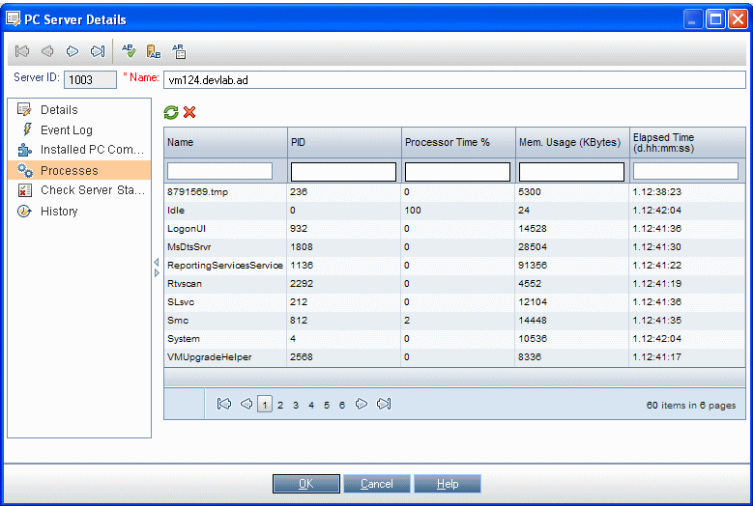 PC Server Details
Server ID: 1003 *Name: vm124.devlab.ad
Details
Event Log
Installed PC Com...
Processes
Check Server Sta...
History
Name PID Processor Time % Mem. Usage (KBytes) Elapsed Time (d.hh:mm:ss)
8791569.tmp 236 0 5300 1.12:38:23
Idle 0 100 24 1.12:42:04
LogonUI 932 0 14528 1.12:41:36
MsDtsSrvr 1808 0 28504 1.12:41:30
ReportingServicesService 1136 0 91356 1.12:41:22
Rtvscan 2292 0 4552 1.12:41:19
SLsvc 212 0 12104 1.12:41:36
Smc 812 2 14448 1.12:41:35
System 4 0 10536 1.12:42:04
VMUpgradeHelper 2568 0 8336 1.12:41:17
1 2 3 4 5 6 60 items in 6 pages
OK Cancel Help